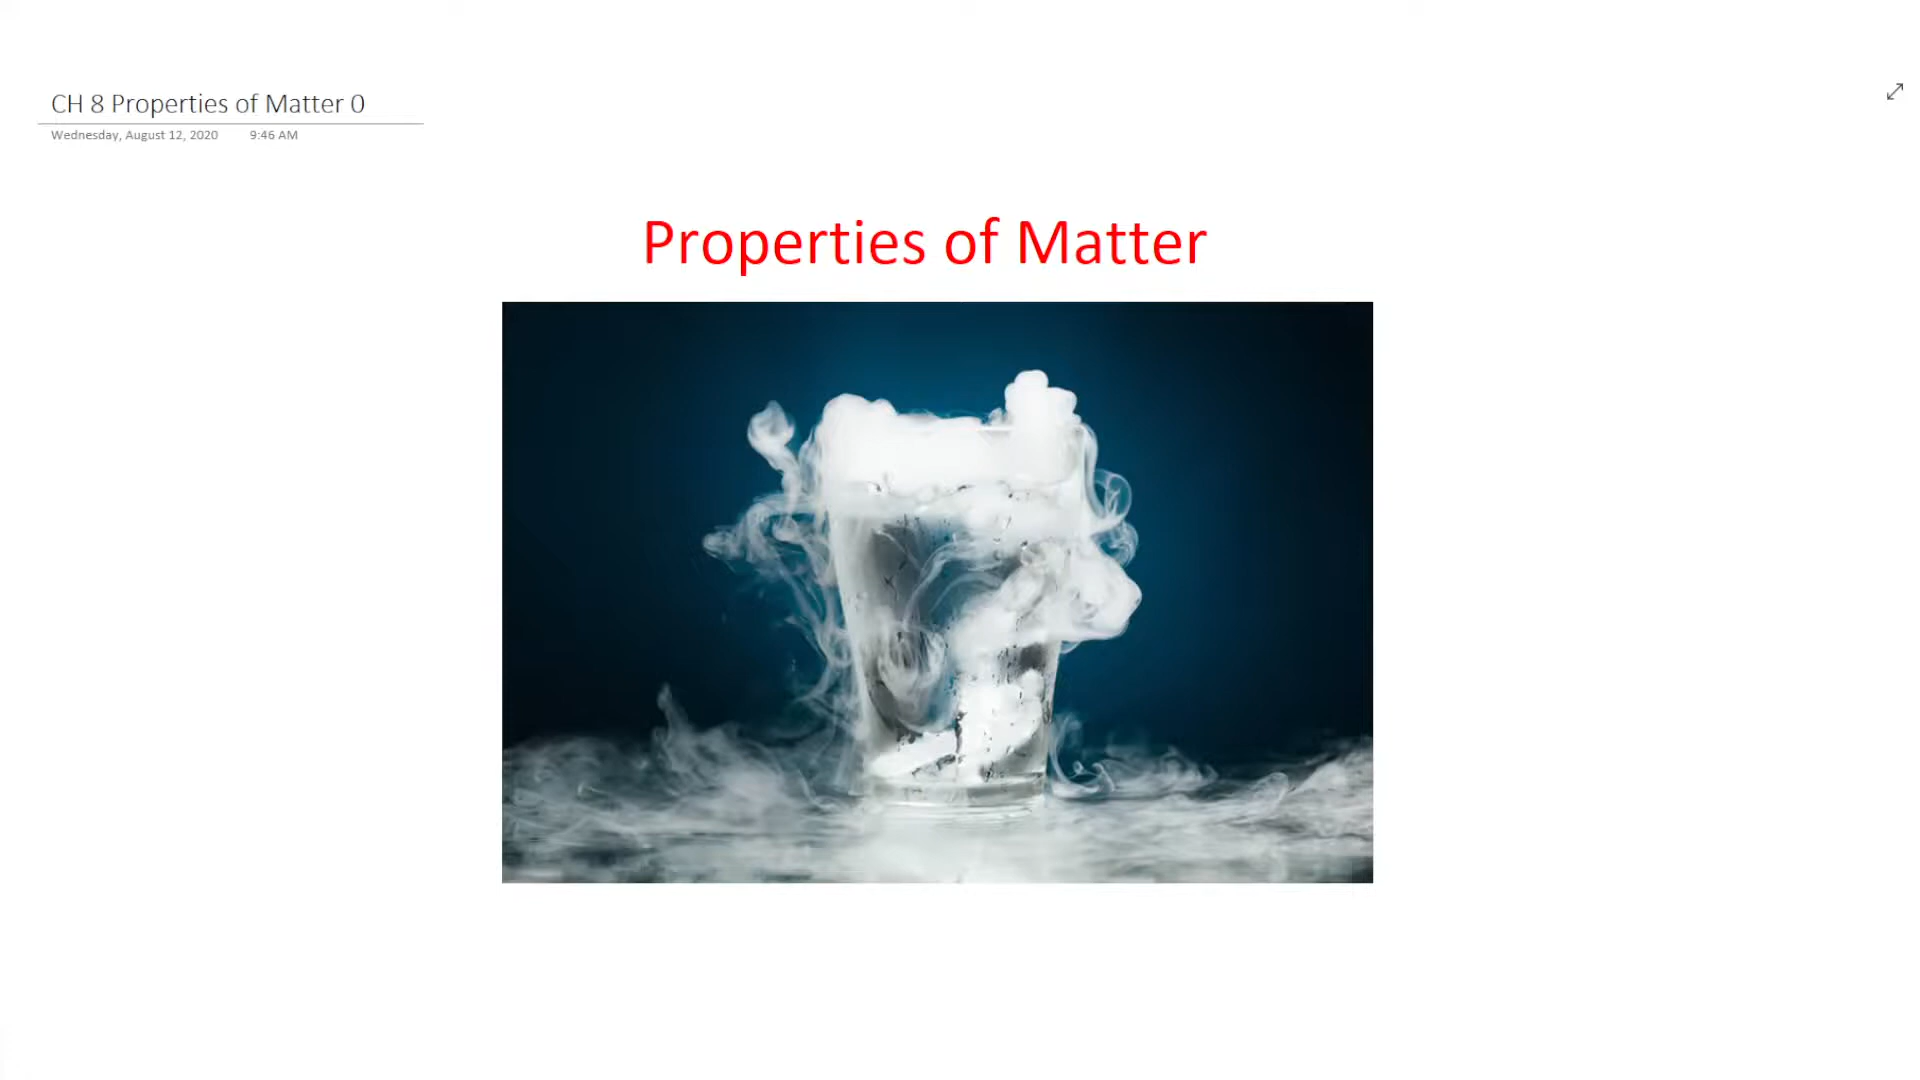 CH 8 Properties of Matter 0
Wednesday, August 12, 2020 9:46 AM
Properties of Matter